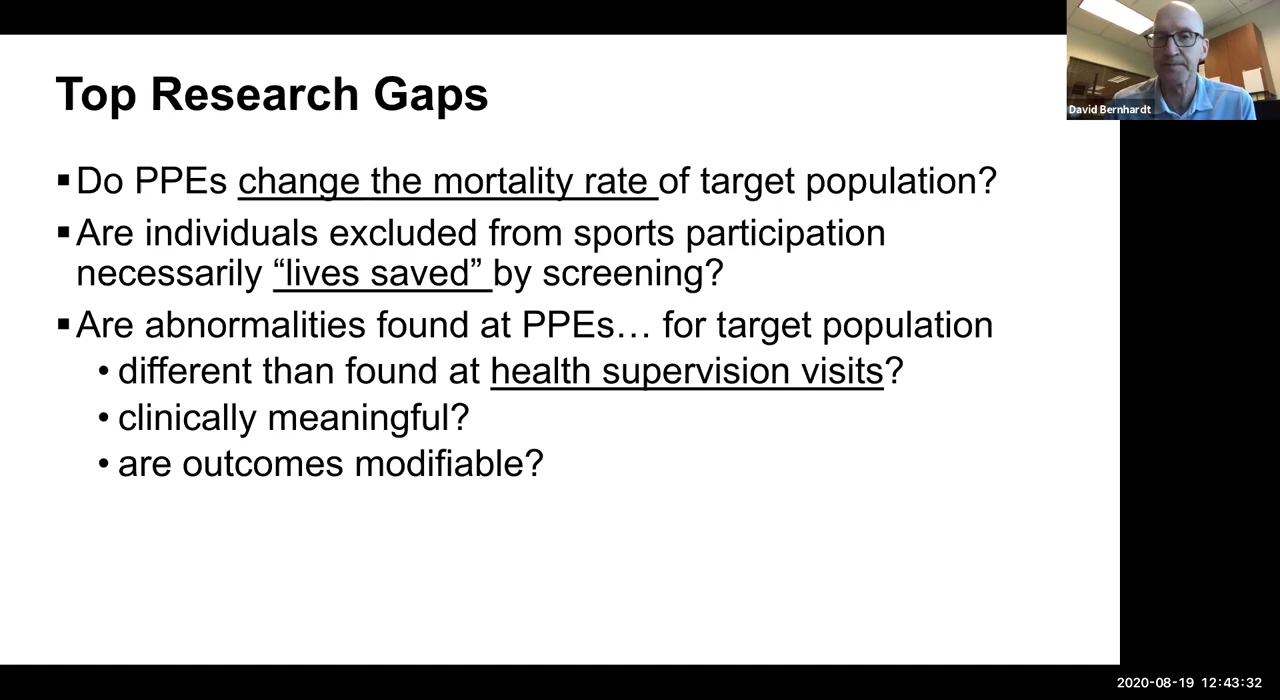 Top Research Gaps
▪Do PPEs change the mortality rate of target population?
▪Are individuals excluded from sports participation
necessarily “lives saved” by screening?
▪Are abnormalities found at PPEs… for target population
• different than found at health supervision visits?
• clinically meaningful?
• are outcomes modifiable?
David Bernhardt
2020-08-19 12:43:32